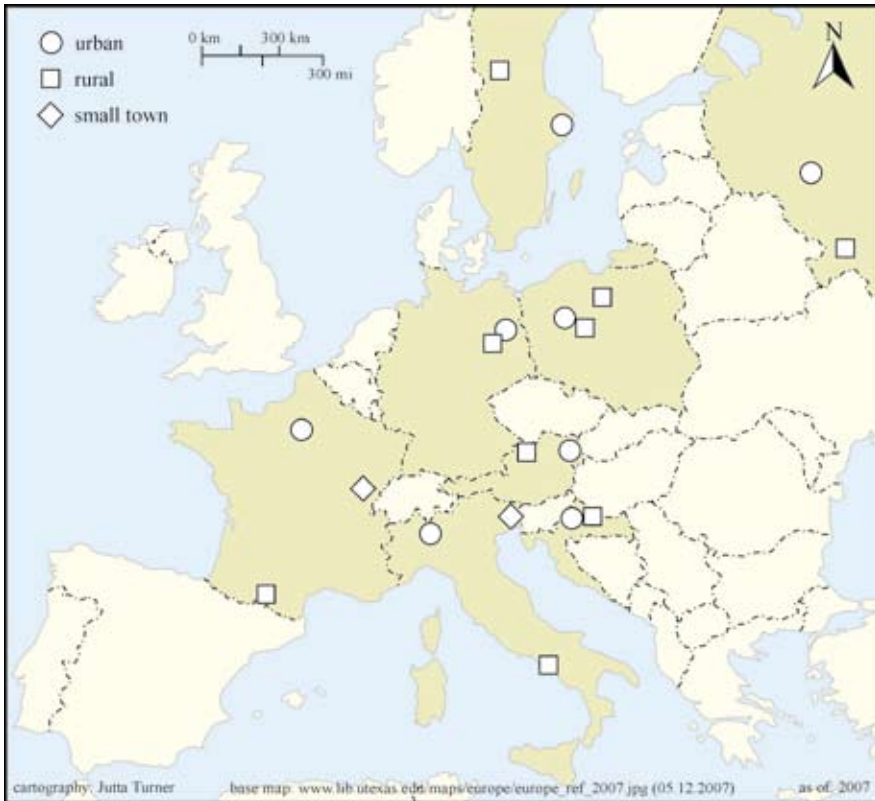 urban
rural
small town
0 km 300 km
300 mi
N
cartography: Jutta Turner base map: www.lib.utexas.edu/maps/europe/europe_ref_2007.jpg (05.12.2007) as of: 2007